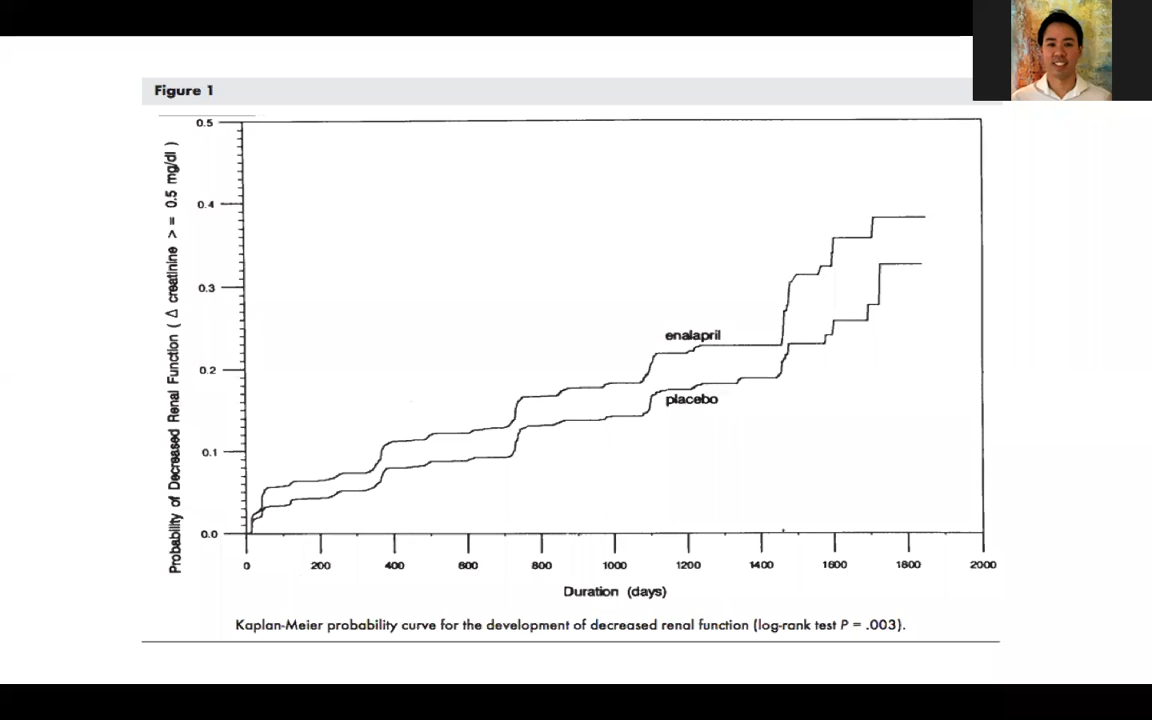 Figure 1
Probability of Decreased Renal Function ( Δ creatinine > = 0.5 mg/dl )
0.5
0.4
0.3
0.2
0.1
0.0
enalapril
placebo
0 200 400 600 800 1000 1200 1400 1600 1800 2000
Duration (days)
Kaplan-Meier probability curve for the development of decreased renal function (log-rank test P = .003).